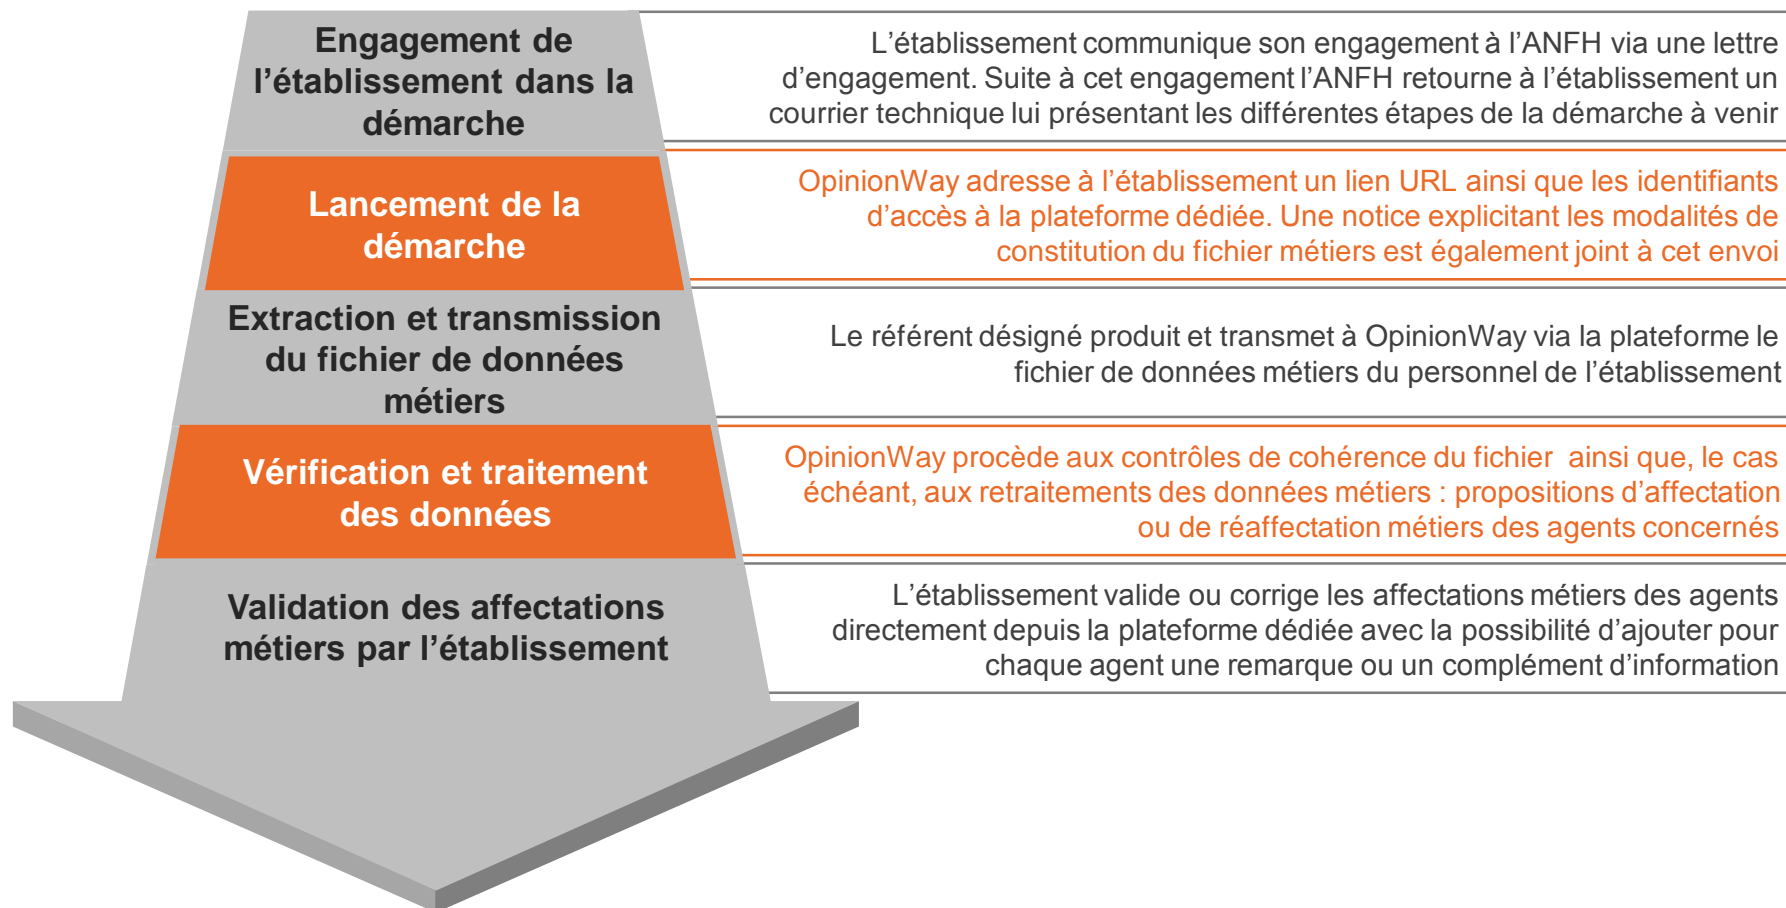 Engagement de
l’établissement dans la
démarche
L’établissement communique son engagement à l’ANFH via une lettre
d’engagement. Suite à cet engagement l’ANFH retourne à l’établissement un
courrier technique lui présentant les différentes étapes de la démarche à venir
Lancement de la
démarche
OpinionWay adresse à l’établissement un lien URL ainsi que les identifiants
d’accès à la plateforme dédiée. Une notice explicitant les modalités de
constitution du fichier métiers est également joint à cet envoi
Extraction et transmission
du fichier de données
métiers
Le référent désigné produit et transmet à OpinionWay via la plateforme le
fichier de données métiers du personnel de l’établissement
Vérification et traitement
des données
OpinionWay procède aux contrôles de cohérence du fichier  ainsi que, le cas
échéant, aux retraitements des données métiers : propositions d’affectation
ou de réaffectation métiers des agents concernés
Validation des affectations
métiers par l’établissement
L’établissement valide ou corrige les affectations métiers des agents
directement depuis la plateforme dédiée avec la possibilité d’ajouter pour
chaque agent une remarque ou un complément d’information